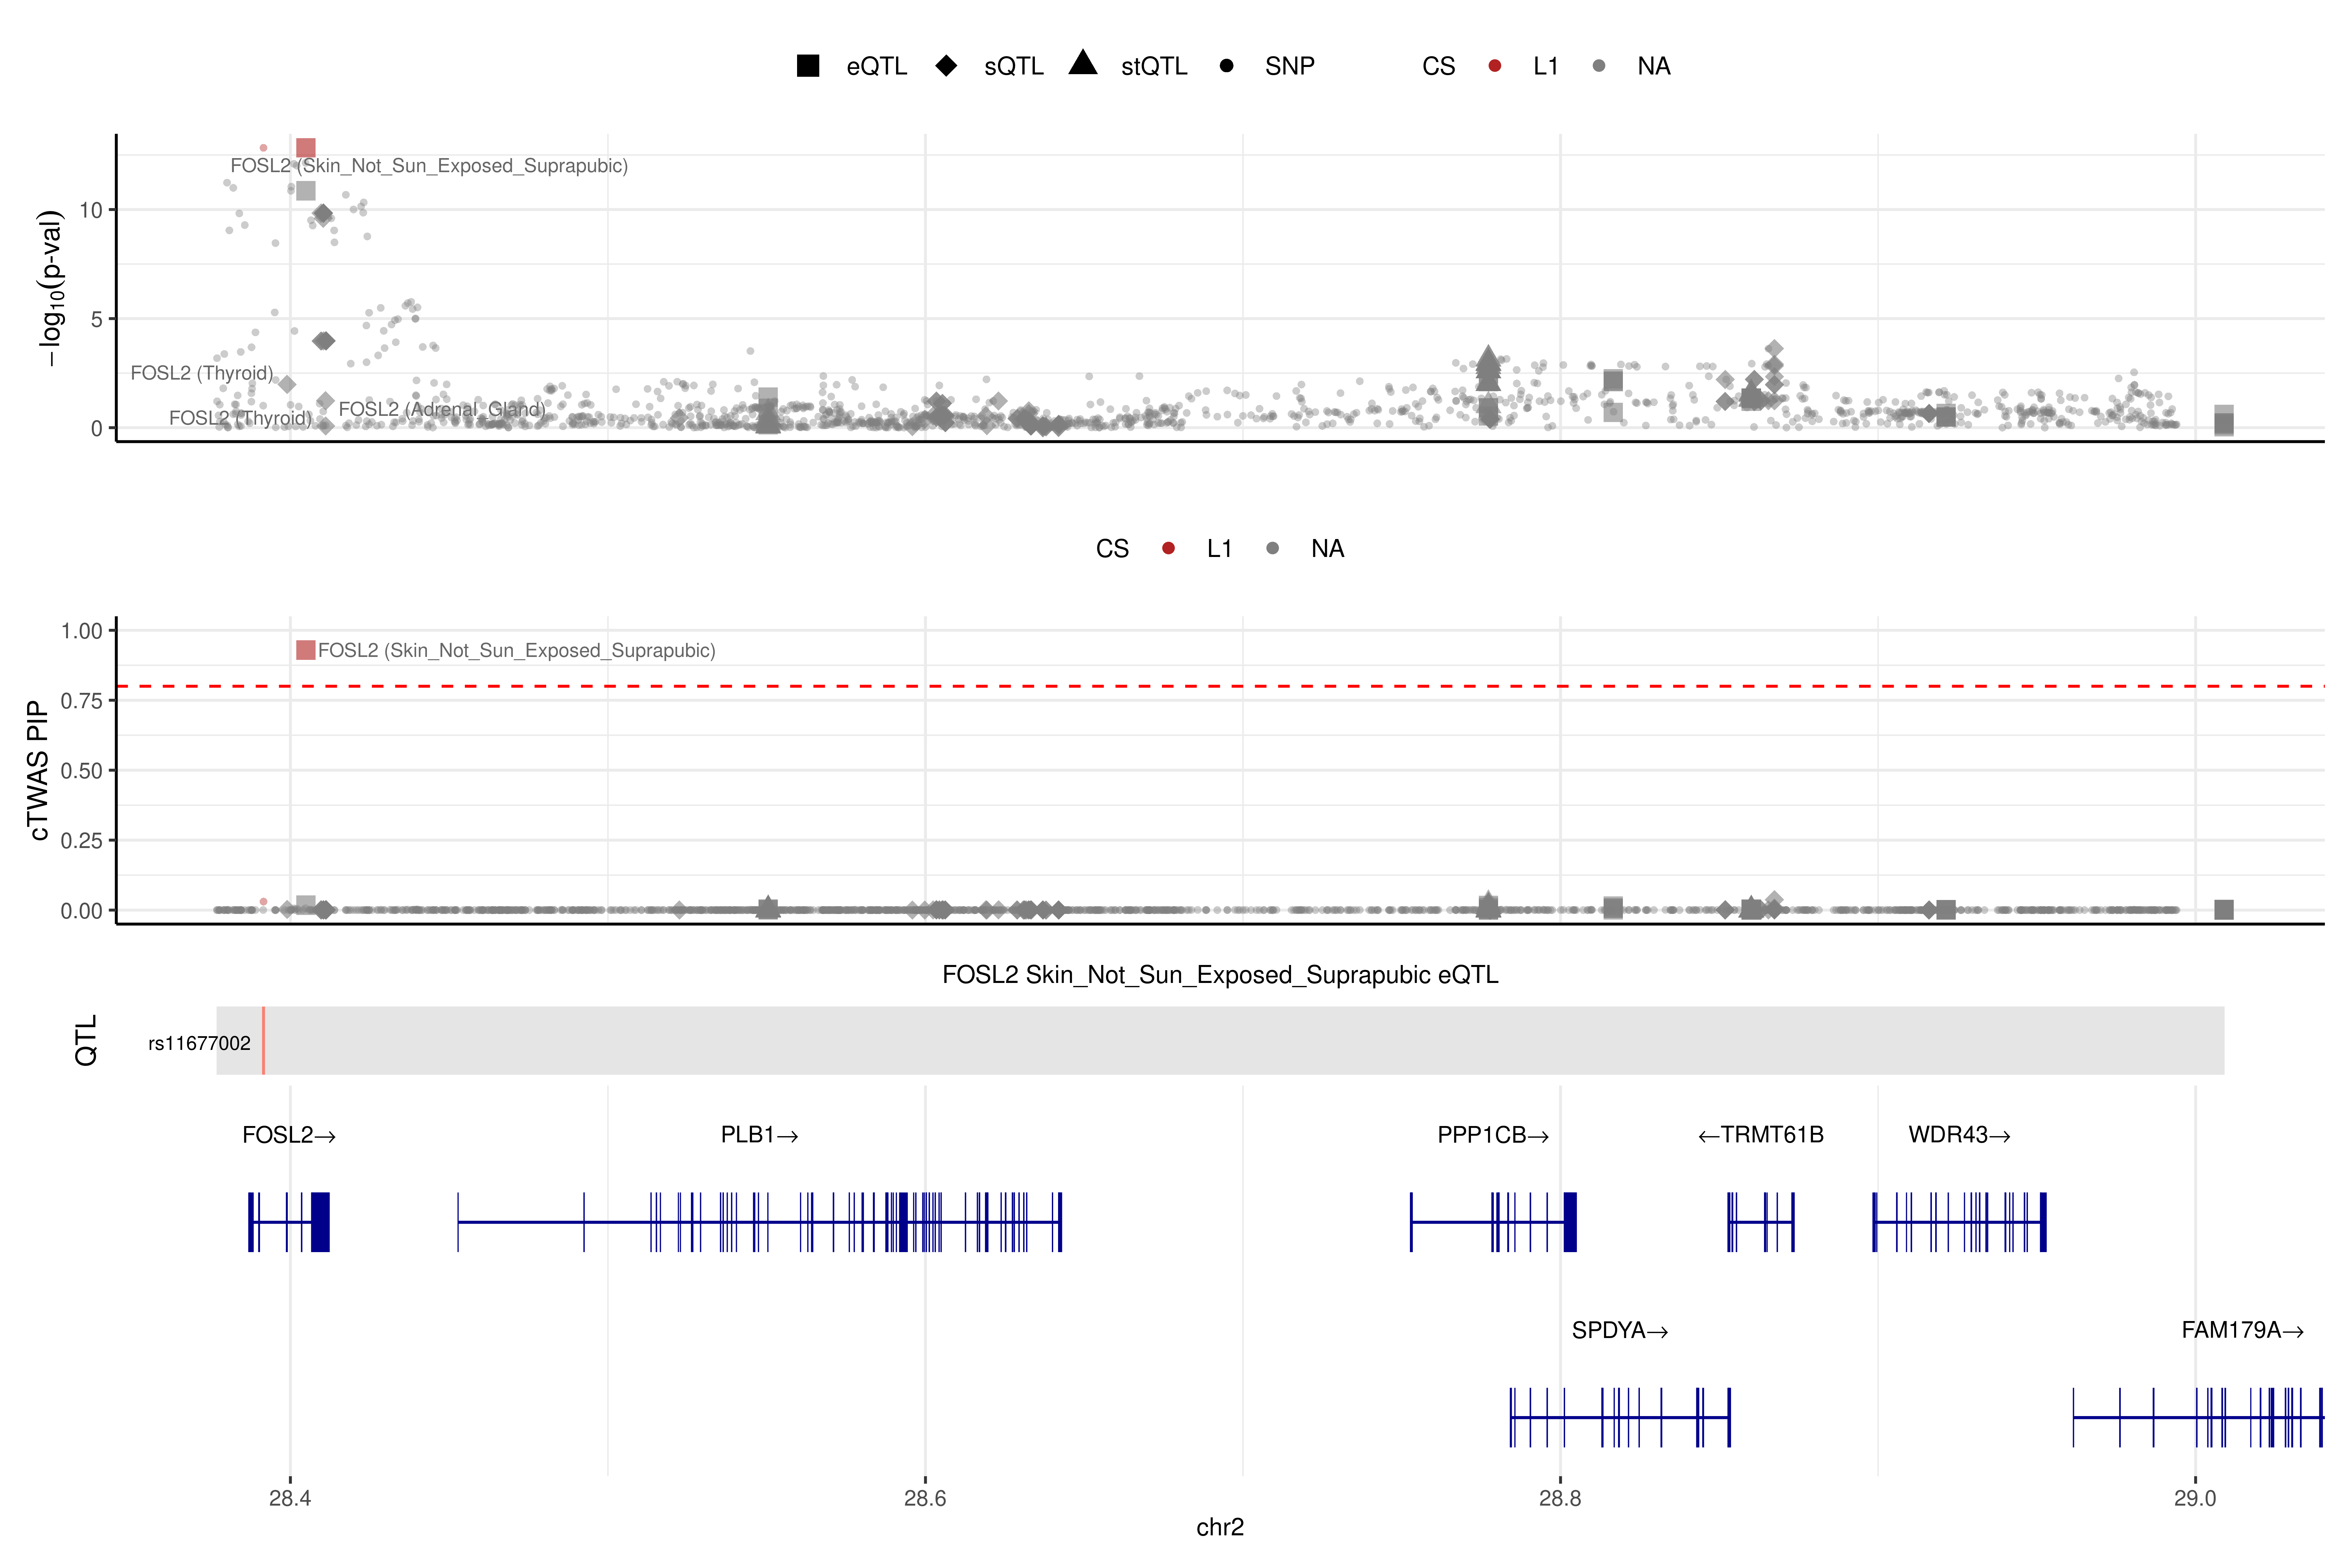 eQTL sQTL stQTL SNP CS L1 NA
−log10(p-val)
10
5
0
FOSL2 (Skin_Not_Sun_Exposed_Suprapubic)
FOSL2 (Thyroid)
FOSL2 (Thyroid)
FOSL2 (Adrenal_Gland)
CS L1 NA
cTWAS PIP
1.00
0.75
0.50
0.25
0.00
FOSL2 (Skin_Not_Sun_Exposed_Suprapubic)
FOSL2 Skin_Not_Sun_Exposed_Suprapubic eQTL
QTL
rs11677002
FOSL2→ PLB1→ PPP1CB→ ←TRMT61B WDR43→
SPDYA→ FAM179A→
28.4 28.6 28.8 29.0
chr2